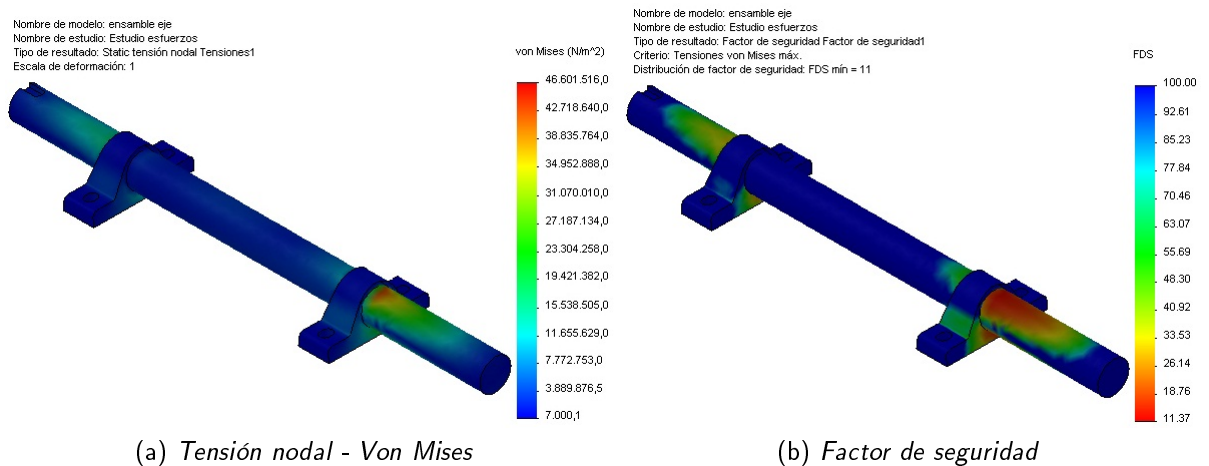 Nombre de modelo: ensamble eje
Nombre de estudio: Estudio esfuerzos
Tipo de resultado: Static tensión nodal Tensiones1
Escala de deformación: 1
von Mises (N/m^2)
46.601.516,0
42.718.640,0
38.835.764,0
34.952.888,0
31.070.010,0
27.187.134,0
23.304.258,0
19.421.382,0
15.538.505,0
11.655.629,0
7.772.753,0
3.889.876,5
7.000,1
(a) Tensión nodal - Von Mises
Nombre de modelo: ensamble eje
Nombre de estudio: Estudio esfuerzos
Tipo de resultado: Factor de seguridad Factor de seguridad1
Criterio: Tensiones von Mises máx.
Distribución de factor de seguridad: FDS mín = 11
FDS
100.00
92.61
85.23
77.84
70.46
63.07
55.69
48.30
40.92
33.53
26.14
18.76
11.37
(b) Factor de seguridad